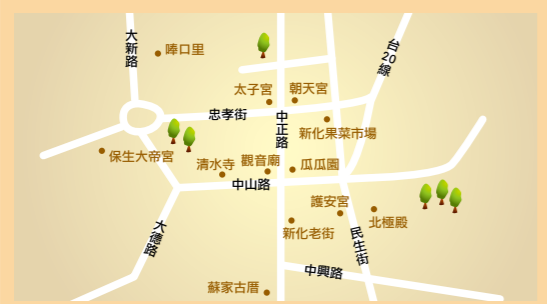 大新路
啤口里
台20線
太子宮
朝天宮
忠孝街
中正路
新化果菜市場
保生大帝宮
清水寺
觀音廟
瓜瓜園
中山路
護安宮
北極殿
新化老街
大德路
民生街
中興路
蘇家古厝